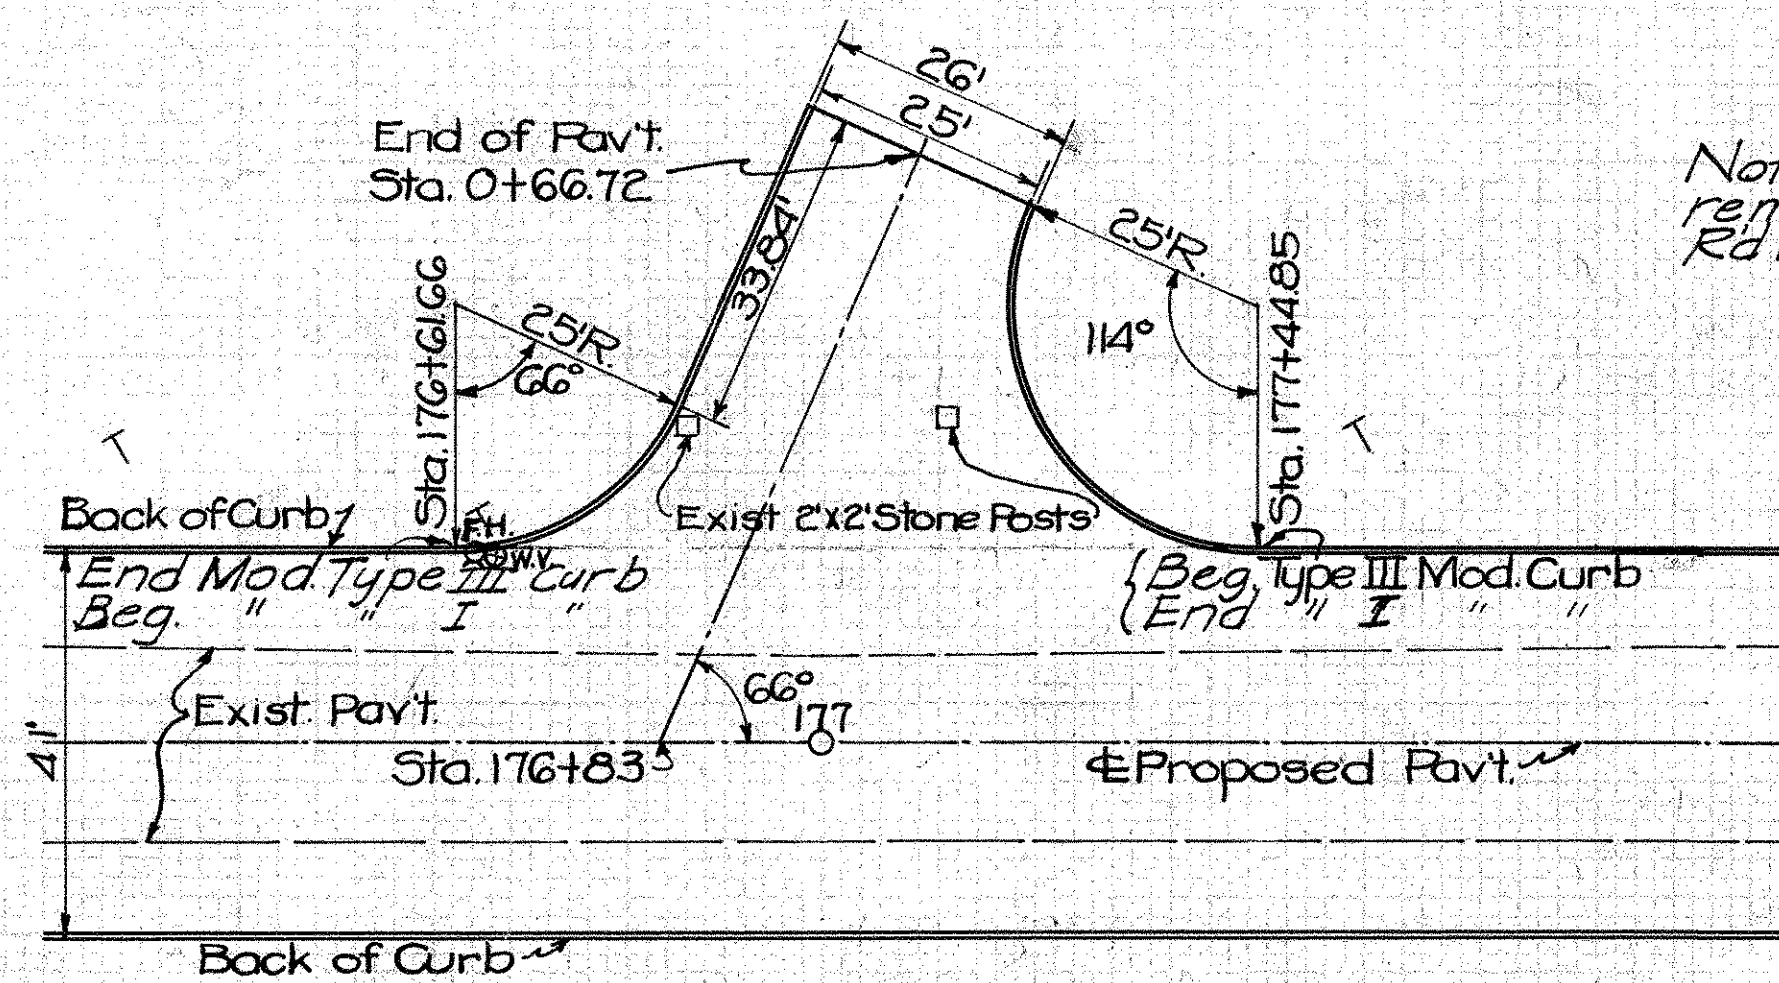 26'
25'
End of Pav't.
Sta. 0+66.72
33.84'
25'R.
114°
Sta. 177+44.85
Sta. 176+61.66
25'R.
66°
Back of Curb
F.H.
W.V.
Exist 2'x2' Stone Posts
End Mod. Type III Curb
Beg. " " I "
{Beg. Type III Mod. Curb
{End " I " "
Exist. Pav't.
66°
177
Sta. 176+83
℄ Proposed Pav't.
41'
Back of Curb
T
T